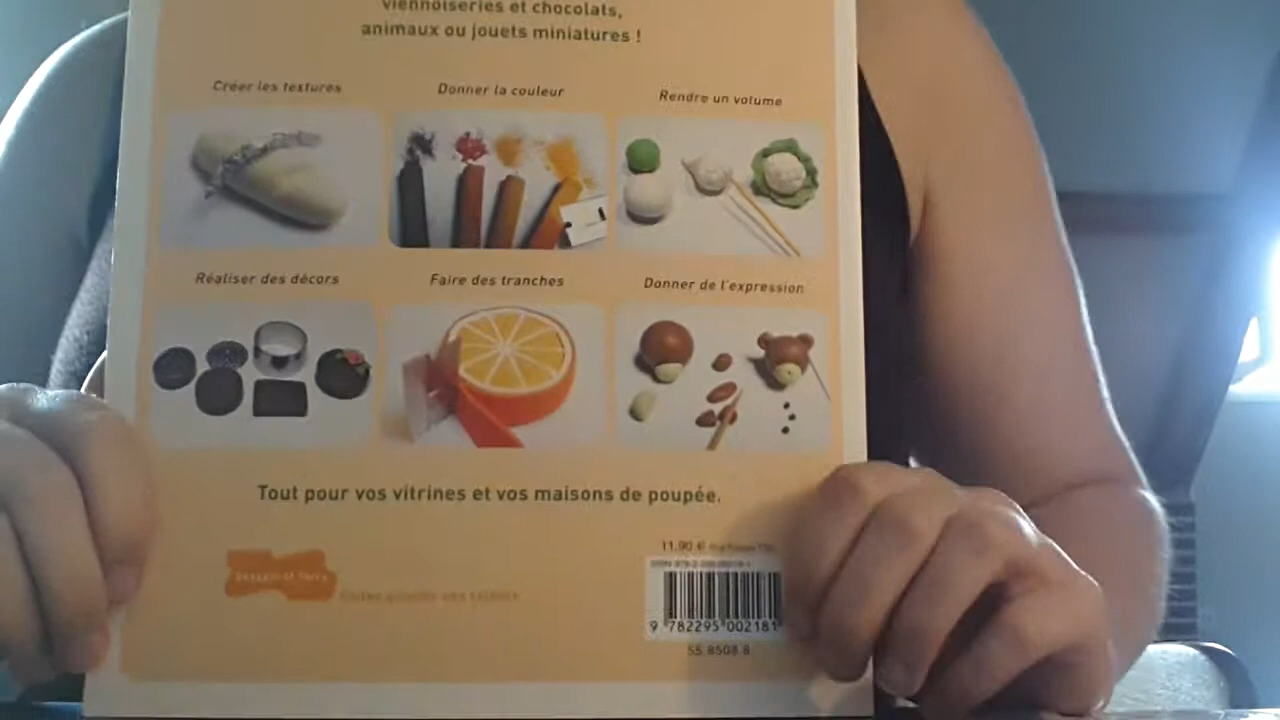 viennoiseries et chocolats,
animaux ou jouets miniatures !
Créer les textures
Donner la couleur
Rendre un volume
Réaliser des décors
Faire des tranches
Donner de l'expression
Tout pour vos vitrines et vos maisons de poupée.
11.90 €
9 782295 002181
55 8508 8